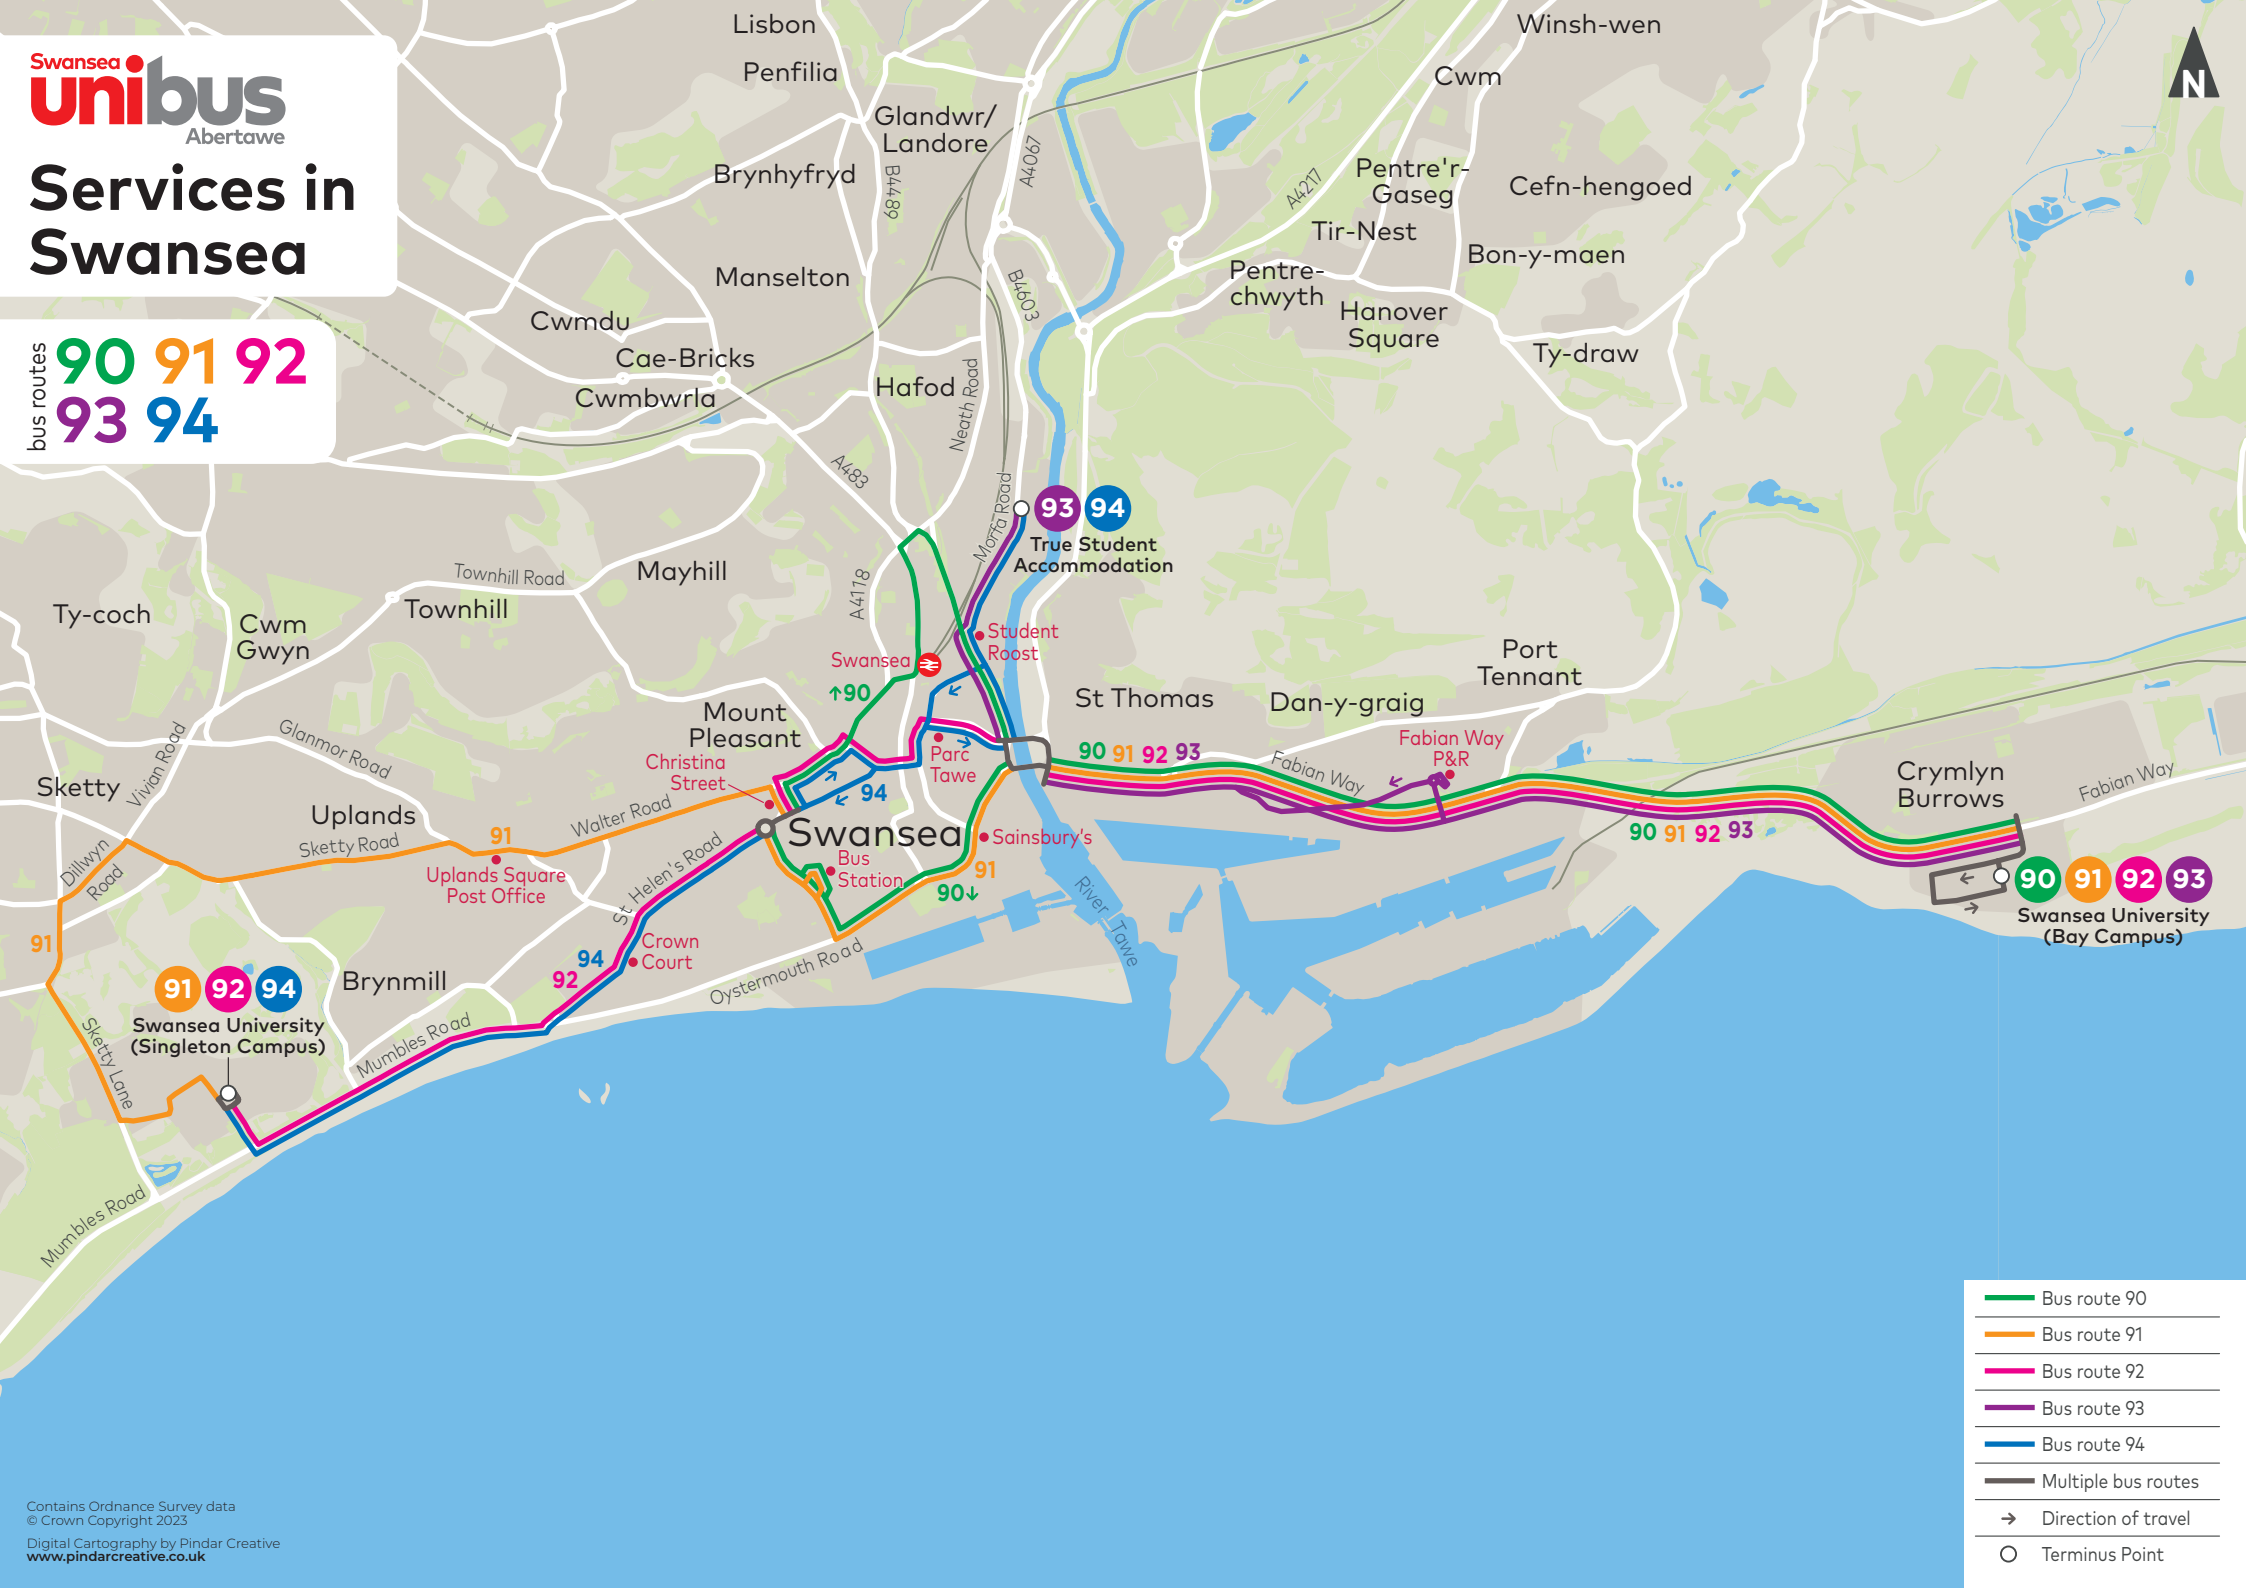 Swansea
unibus
Abertawe
Services in
Swansea
bus routes
90 91 92
93 94
Lisbon
Penfilia
Glandwr/
Landore
Brynhyfryd
B4489
A4067
Manselton
B4603
Cwmdu
Cae-Bricks
Cwmbwrla
Hafod
Neath Road
A483
Winsh-wen
Cwm
N
Pentre'r-
Gaseg
Cefn-hengoed
A4217
Tir-Nest
Bon-y-maen
Pentre-
chwyth
Hanover
Square
Ty-draw
Morfa Road
93 94
True Student
Accommodation
Townhill Road
Mayhill
A4118
Townhill
Ty-coch
Cwm
Gwyn
Student
Roost
Swansea
↑90
Port
Tennant
St Thomas
Dan-y-graig
Mount
Pleasant
Christina
Street
Glanmor Road
Vivian Road
Sketty
Parc
Tawe
90 91 92 93
Fabian Way
Fabian Way
P&R
Crymlyn
Burrows
Fabian Way
94
Uplands
Walter Road
91
Sketty Road
Swansea
Sainsbury's
90 91 92 93
Dillwyn
Road
Uplands Square
Post Office
St Helen's Road
Bus
Station
91
90↓
River Tawe
90 91 92 93
Swansea University
(Bay Campus)
91
Crown
Court
94
92
Oystermouth Road
Brynmill
91 92 94
Swansea University
(Singleton Campus)
Mumbles Road
Sketty Lane
Mumbles Road
Bus route 90
Bus route 91
Bus route 92
Bus route 93
Bus route 94
Multiple bus routes
Direction of travel
Terminus Point
Contains Ordnance Survey data
© Crown Copyright 2023
Digital Cartography by Pindar Creative
www.pindarcreative.co.uk